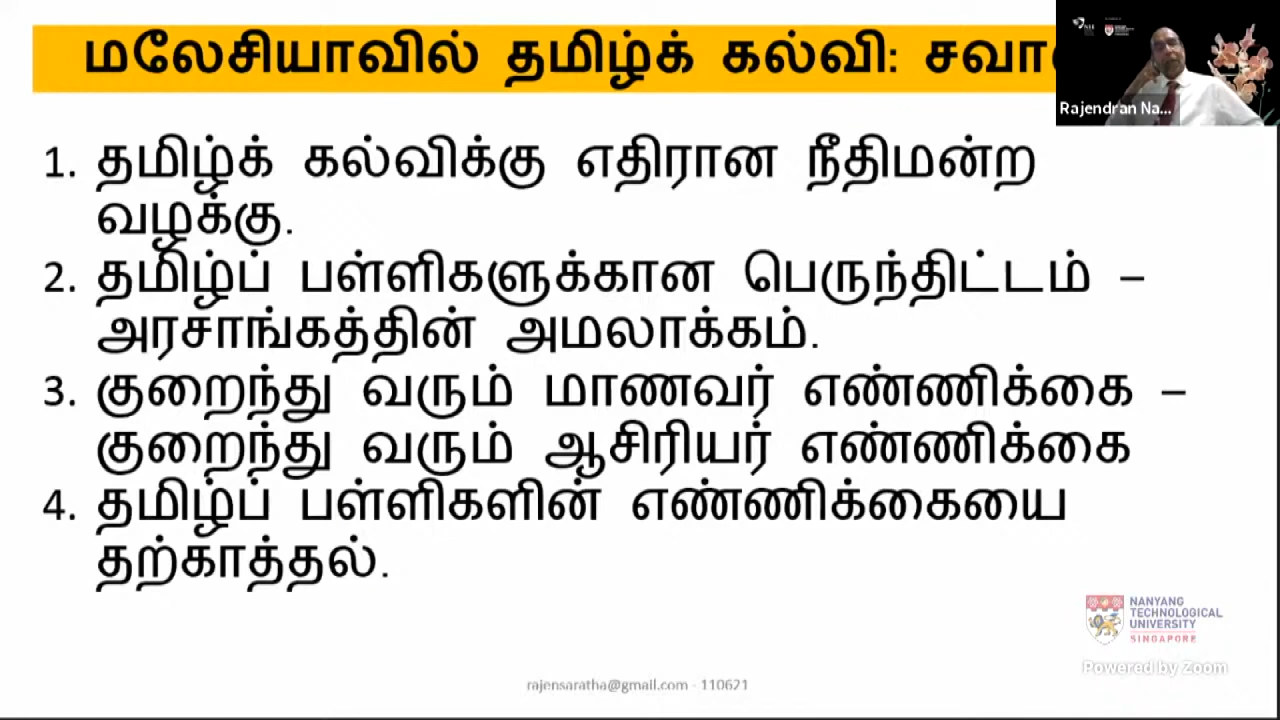 மலேசியாவில் தமிழ்க் கல்வி:
Rajendran Na...
1. தமிழ்க் கல்விக்கு எதிரான நீதிமன்ற
வழக்கு.
2. தமிழ்ப் பள்ளிகளுக்கான பெருந்திட்டம் –
அரசாங்கத்தின் அமலாக்கம்.
3. குறைந்து வரும் மாணவர் எண்ணிக்கை –
குறைந்து வரும் ஆசிரியர் எண்ணிக்கை
4. தமிழ்ப் பள்ளிகளின் எண்ணிக்கையை
தற்காத்தல்.
NANYANG
TECHNOLOGICAL
UNIVERSITY
SINGAPORE
Powered by Zoom
rajensaratha@gmail.com - 110621